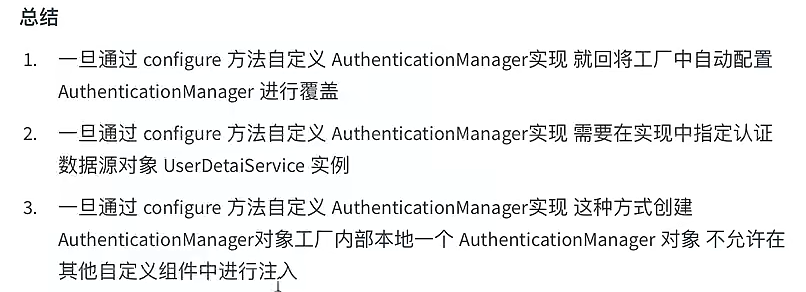 总结
1. 一旦通过 configure 方法自定义 AuthenticationManager实现 就回将工厂中自动配置
AuthenticationManager 进行覆盖
2. 一旦通过 configure 方法自定义 AuthenticationManager实现 需要在实现中指定认证
数据源对象 UserDetaiService 实例
3. 一旦通过 configure 方法自定义 AuthenticationManager实现 这种方式创建
AuthenticationManager对象工厂内部本地一个 AuthenticationManager 对象 不允许在
其他自定义组件中进行注入